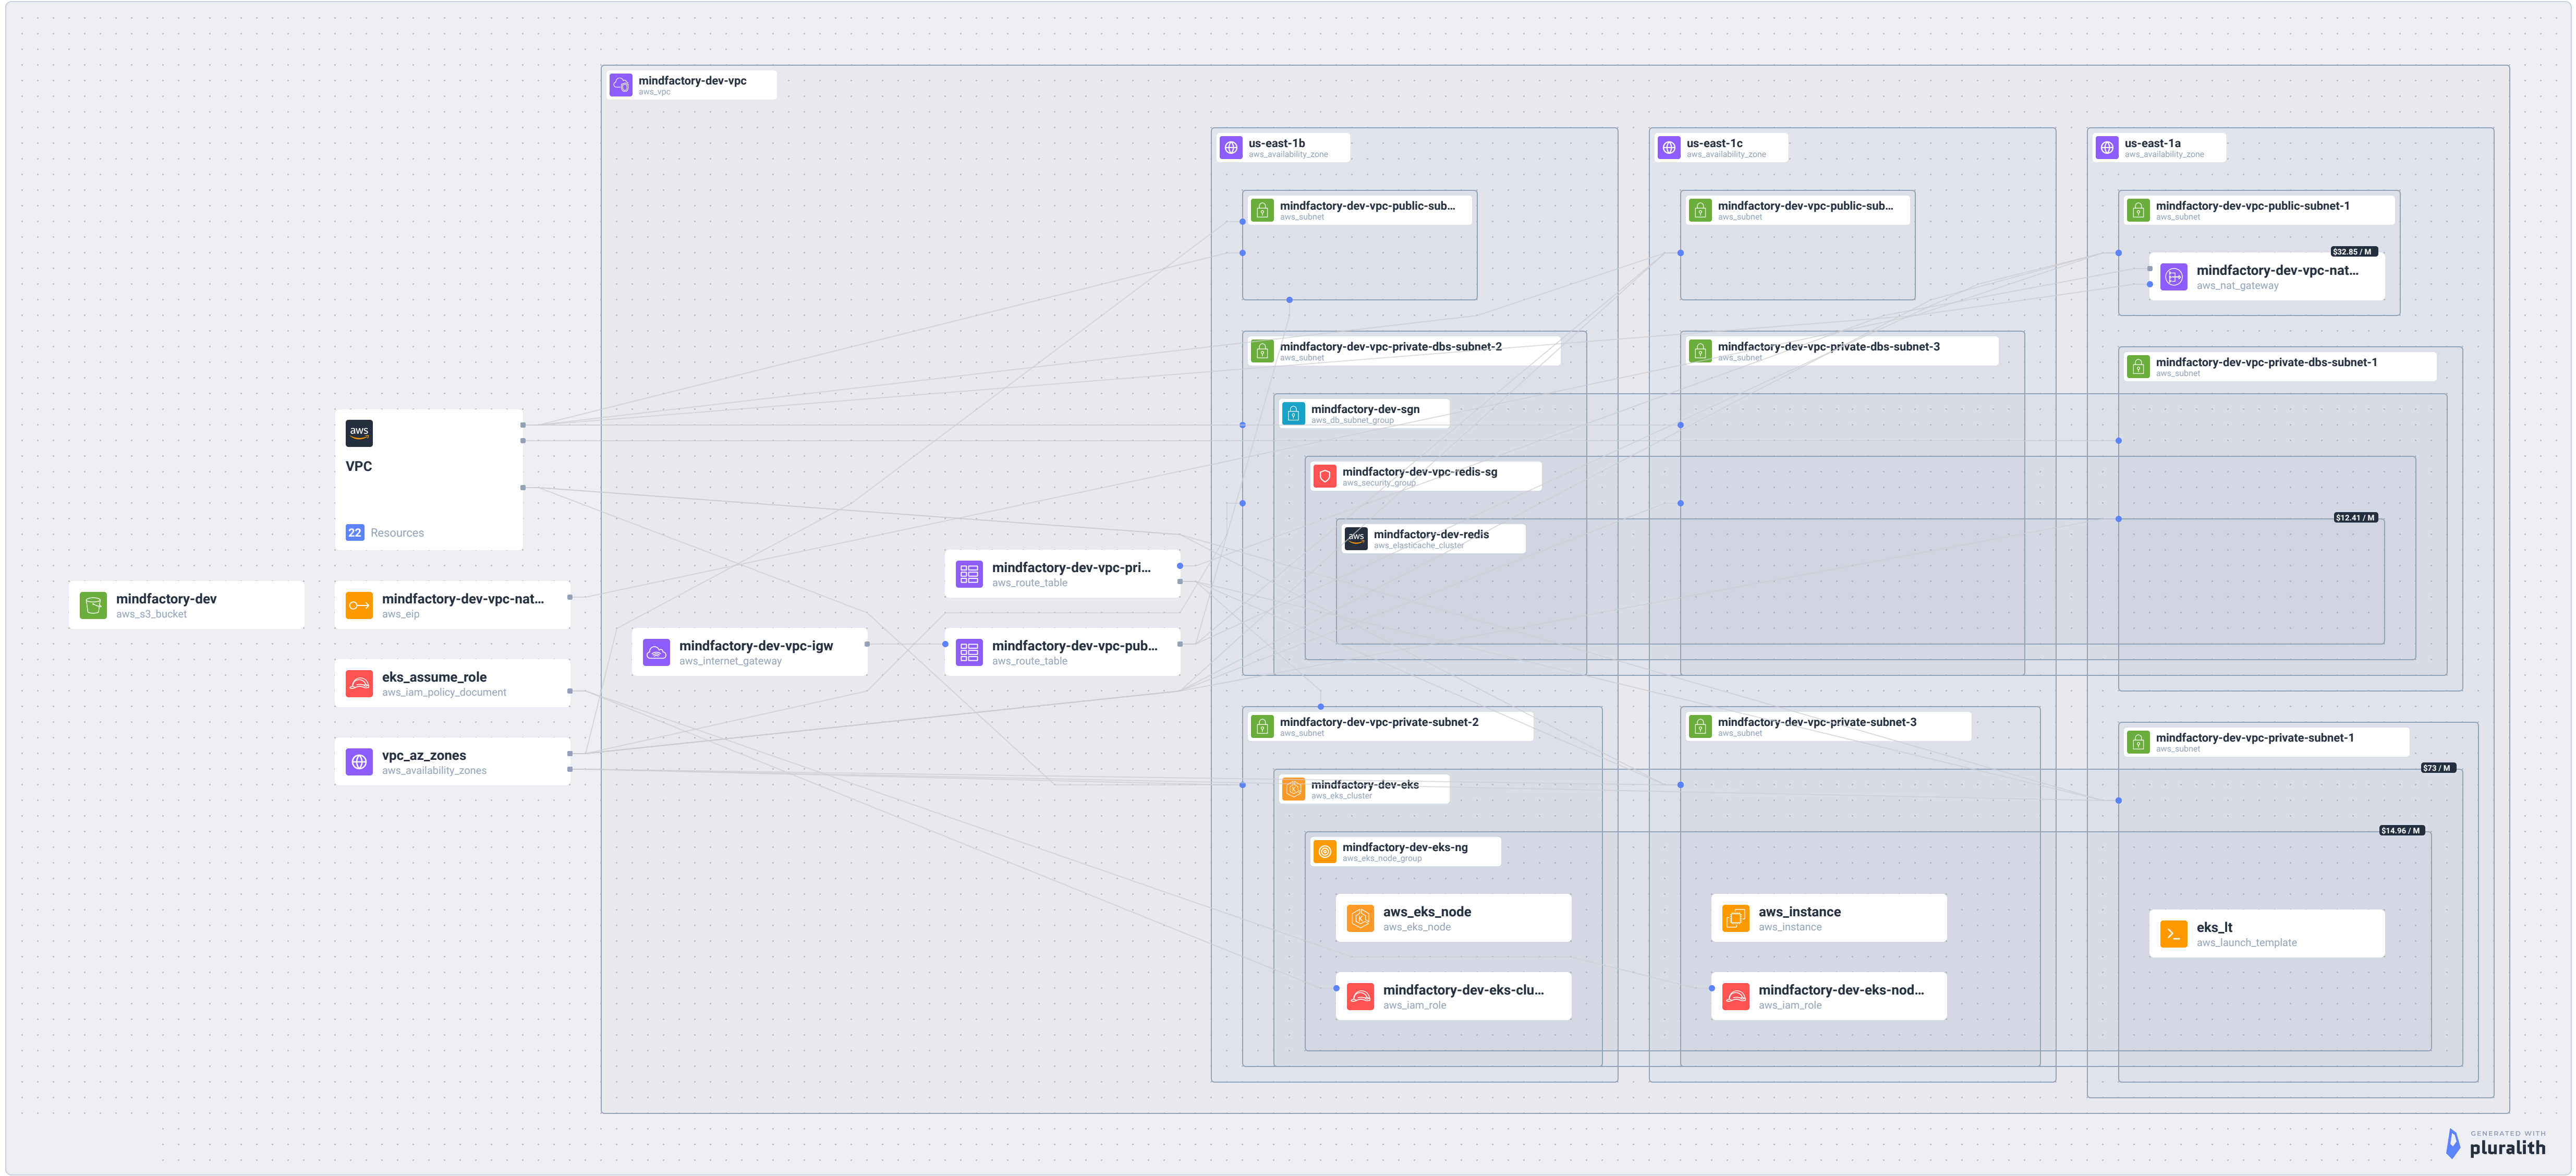 mindfactory-dev-vpc
aws_vpc
us-east-1b
aws_availability_zone
us-east-1c
aws_availability_zone
us-east-1a
aws_availability_zone
mindfactory-dev-vpc-public-sub...
aws_subnet
mindfactory-dev-vpc-public-sub...
aws_subnet
mindfactory-dev-vpc-public-subnet-1
aws_subnet
$32.85 / M
mindfactory-dev-vpc-nat...
aws_nat_gateway
mindfactory-dev-vpc-private-dbs-subnet-2
aws_subnet
mindfactory-dev-vpc-private-dbs-subnet-3
aws_subnet
mindfactory-dev-vpc-private-dbs-subnet-1
aws_subnet
mindfactory-dev-sgn
aws_db_subnet_group
aws
VPC
22 Resources
mindfactory-dev-vpc-redis-sg
aws_security_group
$12.41 / M
aws
mindfactory-dev-redis
aws_elasticache_cluster
mindfactory-dev-vpc-pri...
aws_route_table
mindfactory-dev
aws_s3_bucket
mindfactory-dev-vpc-nat...
aws_eip
mindfactory-dev-vpc-igw
aws_internet_gateway
mindfactory-dev-vpc-pub...
aws_route_table
eks_assume_role
aws_iam_policy_document
vpc_az_zones
aws_availability_zones
mindfactory-dev-vpc-private-subnet-2
aws_subnet
mindfactory-dev-vpc-private-subnet-3
aws_subnet
mindfactory-dev-vpc-private-subnet-1
aws_subnet
$73 / M
mindfactory-dev-eks
aws_eks_cluster
$14.96 / M
mindfactory-dev-eks-ng
aws_eks_node_group
aws_eks_node
aws_eks_node
aws_instance
aws_instance
eks_lt
aws_launch_template
mindfactory-dev-eks-clu...
aws_iam_role
mindfactory-dev-eks-nod...
aws_iam_role
GENERATED WITH
pluralith